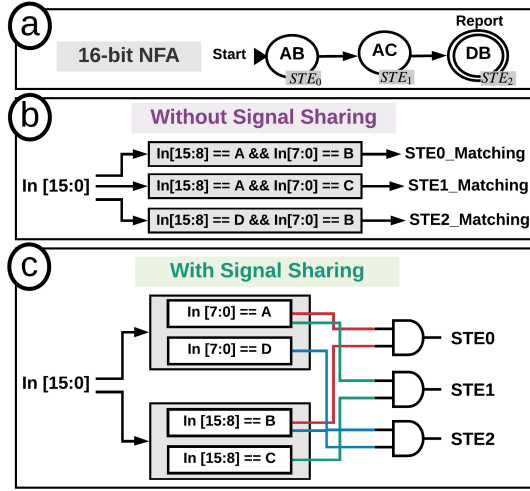 a
16-bit NFA
Start
AB
STE0
AC
STE1
Report
DB
STE2
b
Without Signal Sharing
In [15:0]
In[15:8] == A && In[7:0] == B
STE0_Matching
In[15:8] == A && In[7:0] == C
STE1_Matching
In[15:8] == D && In[7:0] == B
STE2_Matching
c
With Signal Sharing
In [15:0]
In [7:0] == A
In [7:0] == D
In [15:8] == B
In [15:8] == C
STE0
STE1
STE2